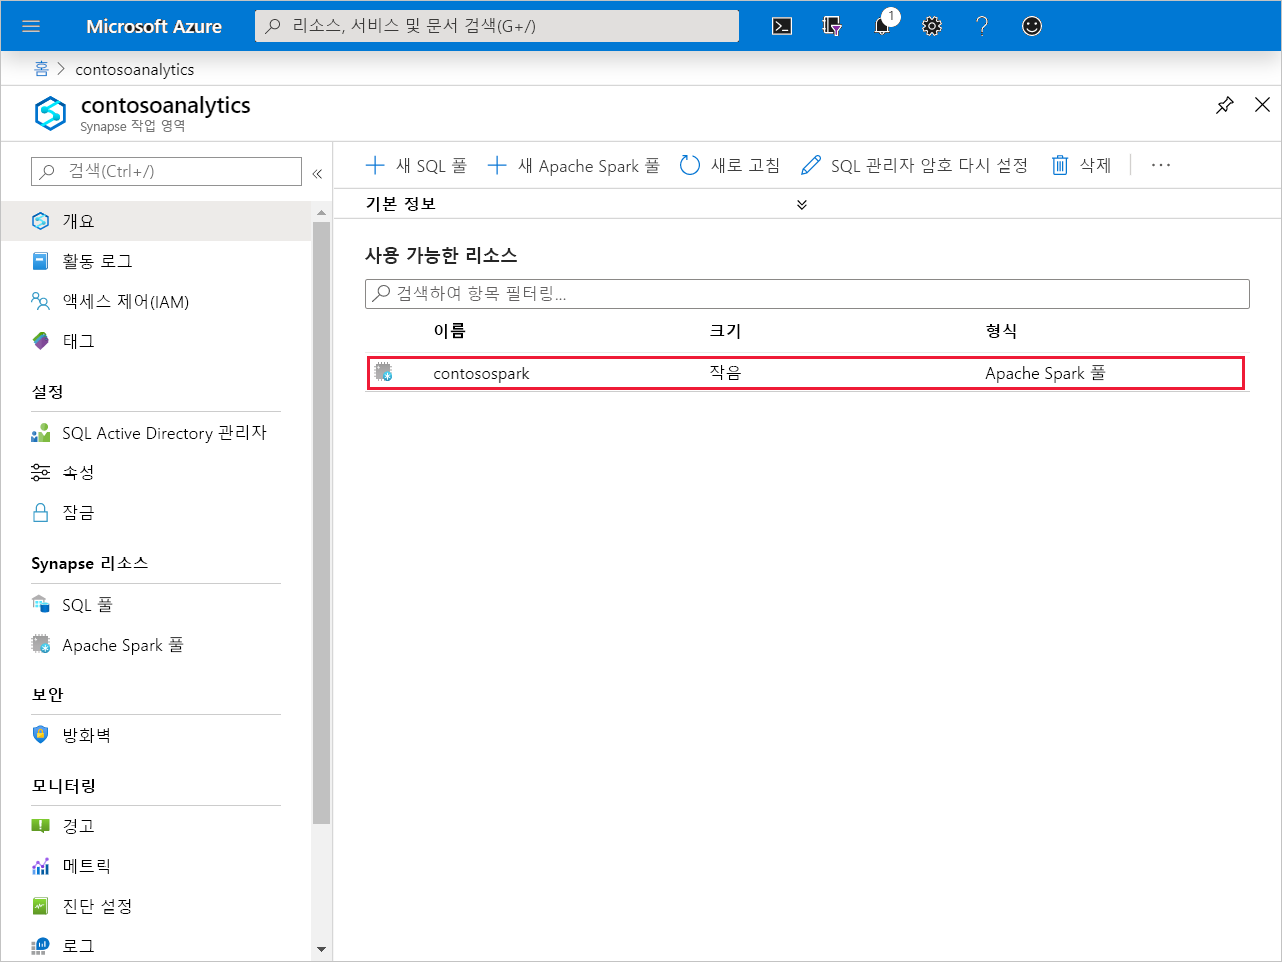 Microsoft Azure
리소스, 서비스 및 문서 검색(G+/)
1
홈 > contosoanalytics
contosoanalytics
Synapse 작업 영역
검색(Ctrl+/)
«
개요
활동 로그
액세스 제어(IAM)
태그
설정
SQL Active Directory 관리자
속성
잠금
Synapse 리소스
SQL 풀
Apache Spark 풀
보안
방화벽
모니터링
경고
메트릭
진단 설정
로그
+ 새 SQL 풀 + 새 Apache Spark 풀 새로 고침 SQL 관리자 암호 다시 설정 삭제 ...
기본 정보
사용 가능한 리소스
검색하여 항목 필터링...
이름 크기 형식
contosospark 작음 Apache Spark 풀